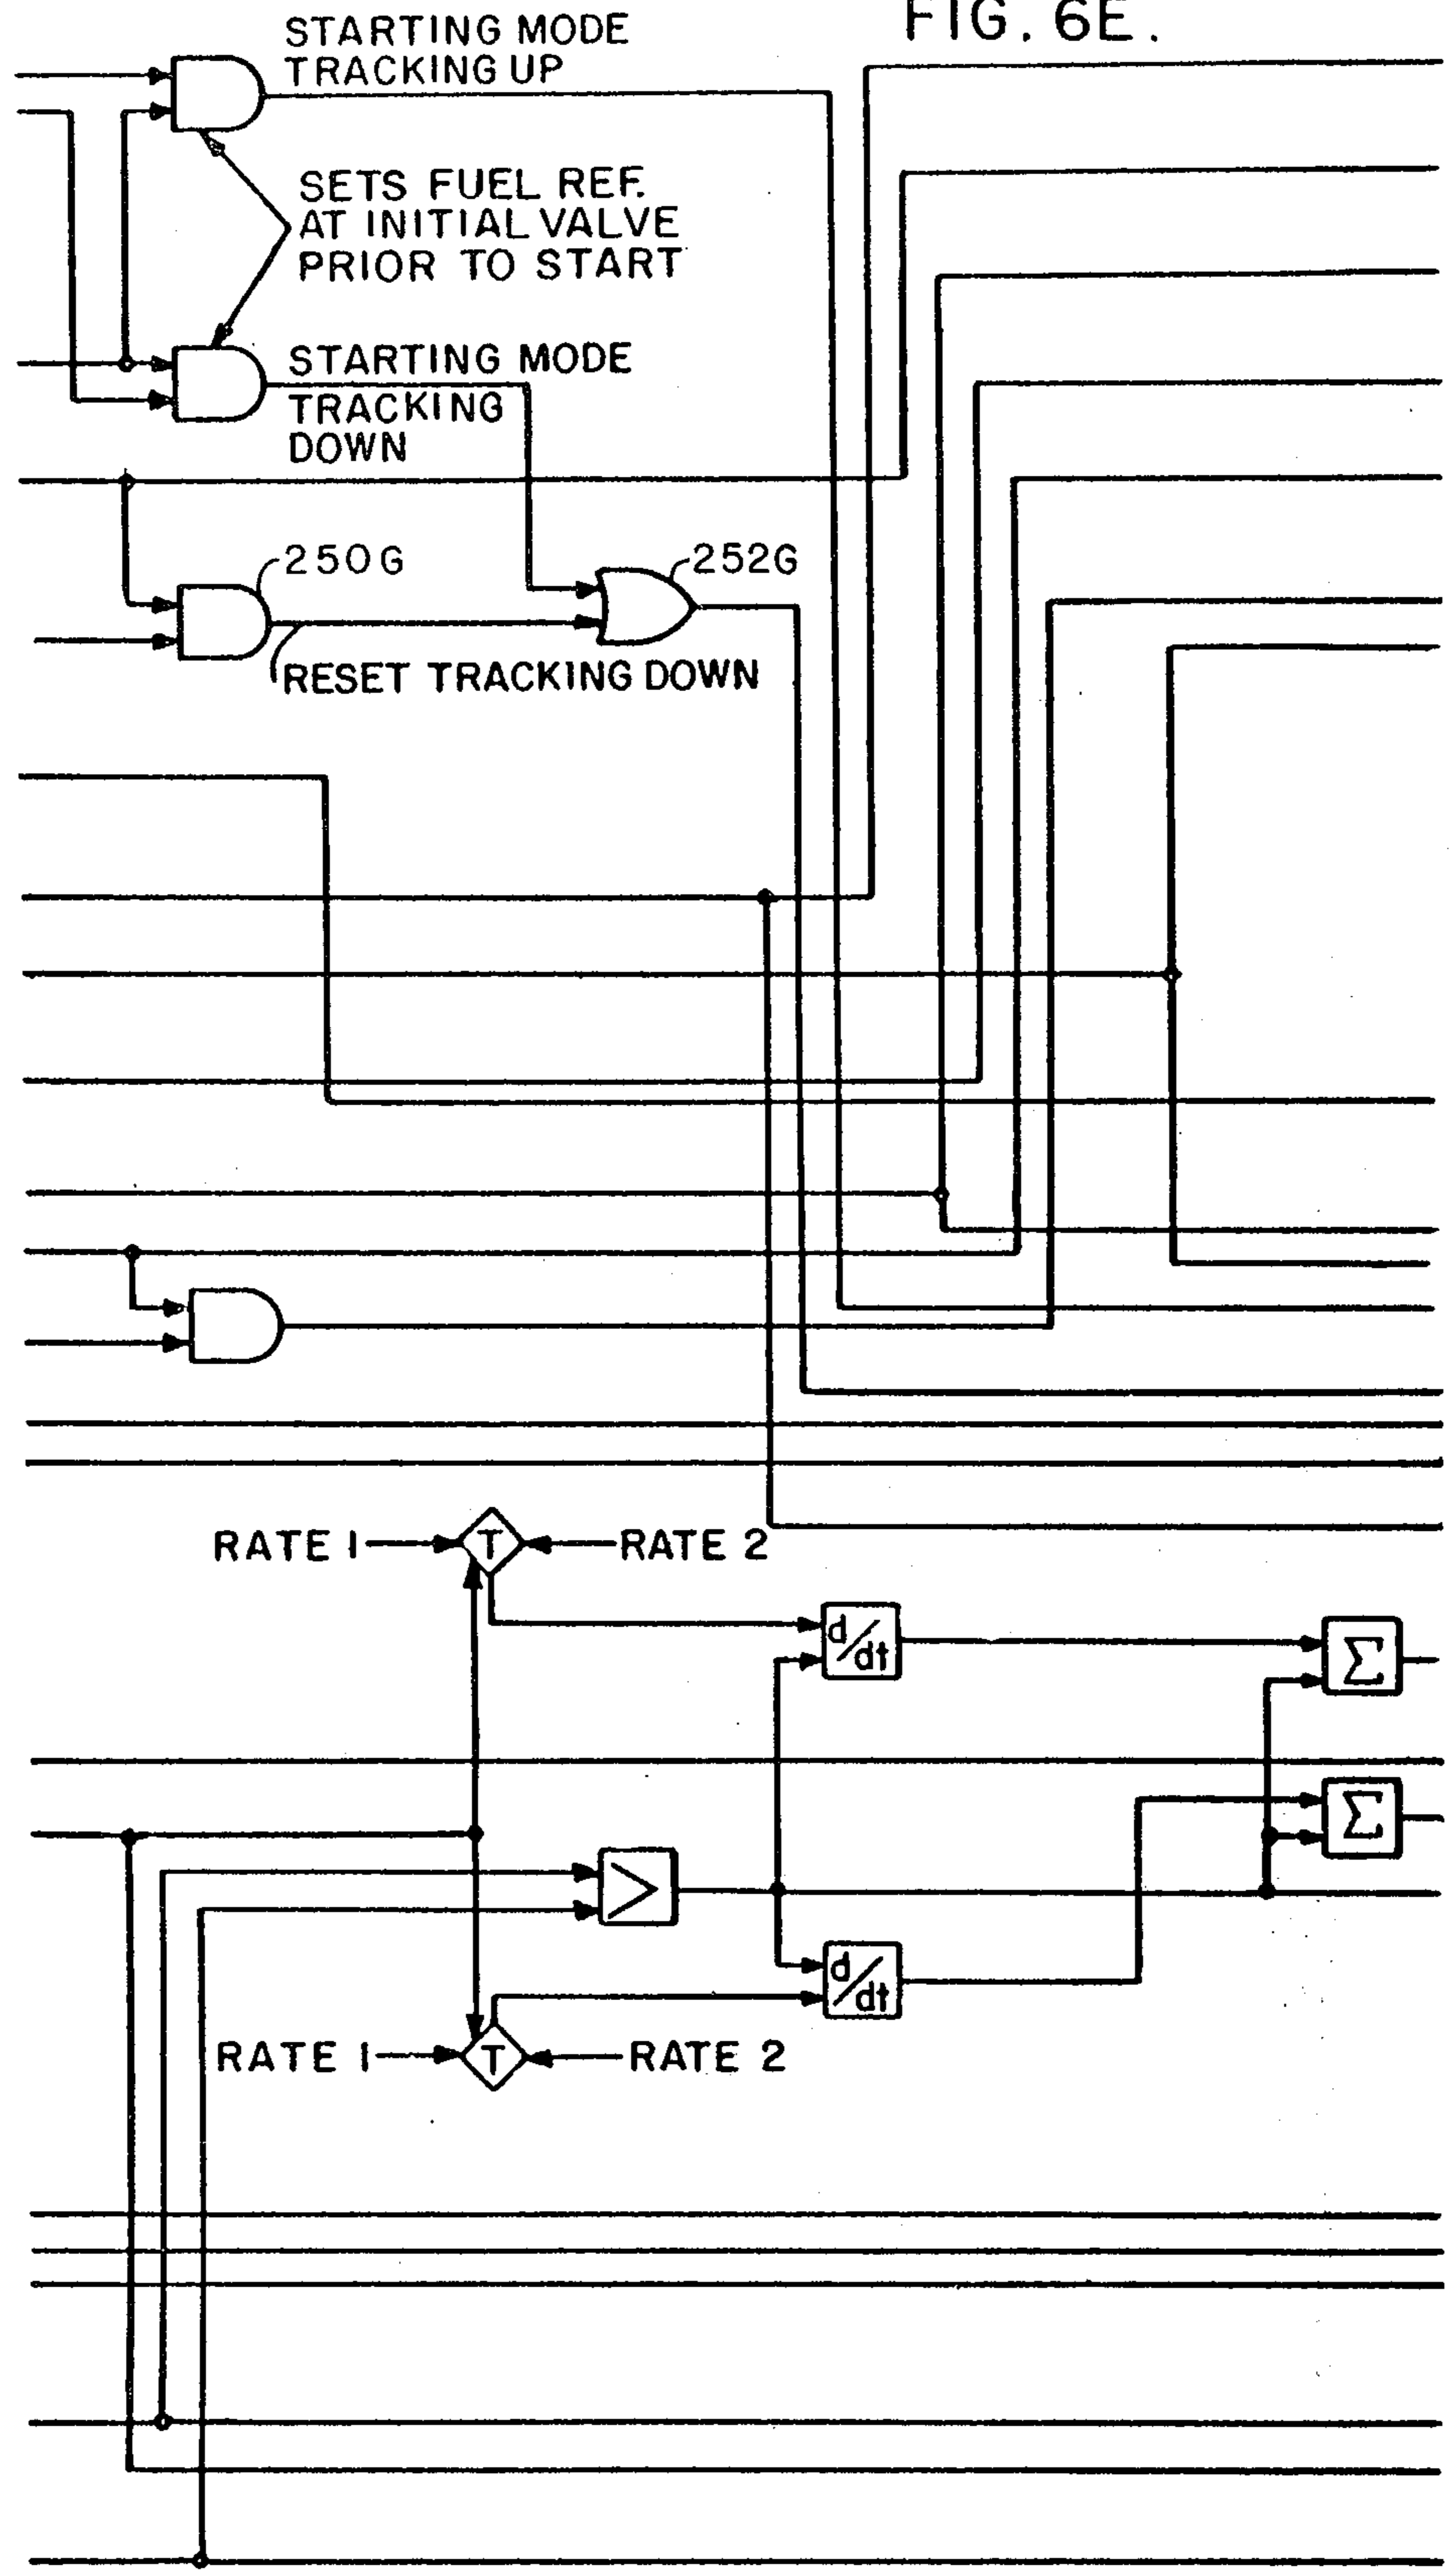 FIG. 6E.
STARTING MODE
TRACKING UP
SETS FUEL REF.
AT INITIAL VALVE
PRIOR TO START
STARTING MODE
TRACKING
DOWN
250G
252G
RESET TRACKING DOWN
RATE 1
T
RATE 2
d/dt
Σ
Σ
>
d/dt
RATE 1
T
RATE 2